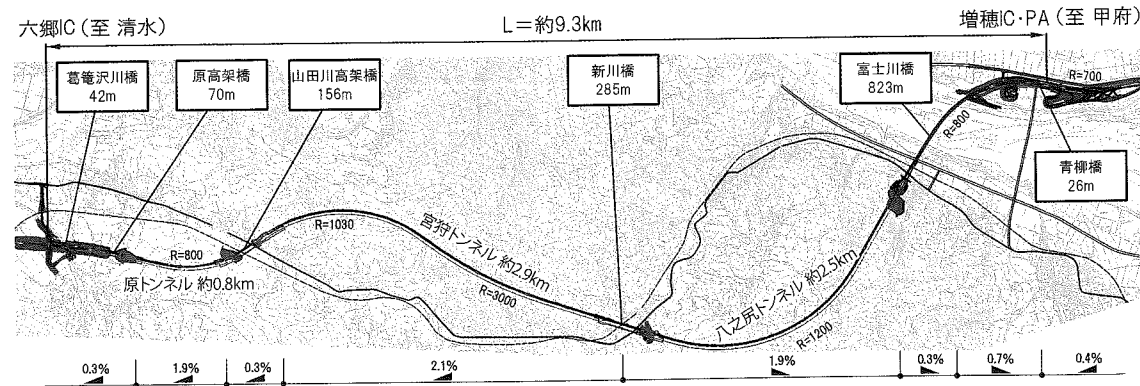 六郷IC（至 清水）
L＝約9.3km
増穂IC・PA（至 甲府）
葛篭沢川橋
42m
原高架橋
70m
山田川高架橋
156m
新川橋
285m
富士川橋
823m
R=700
R=800
青柳橋
26m
R=1030
宮狩トンネル 約2.9km
R=3000
R=800
原トンネル 約0.8km
八之尻トンネル 約2.5km
R=1200
0.3%
1.9%
0.3%
2.1%
1.9%
0.3%
0.7%
0.4%